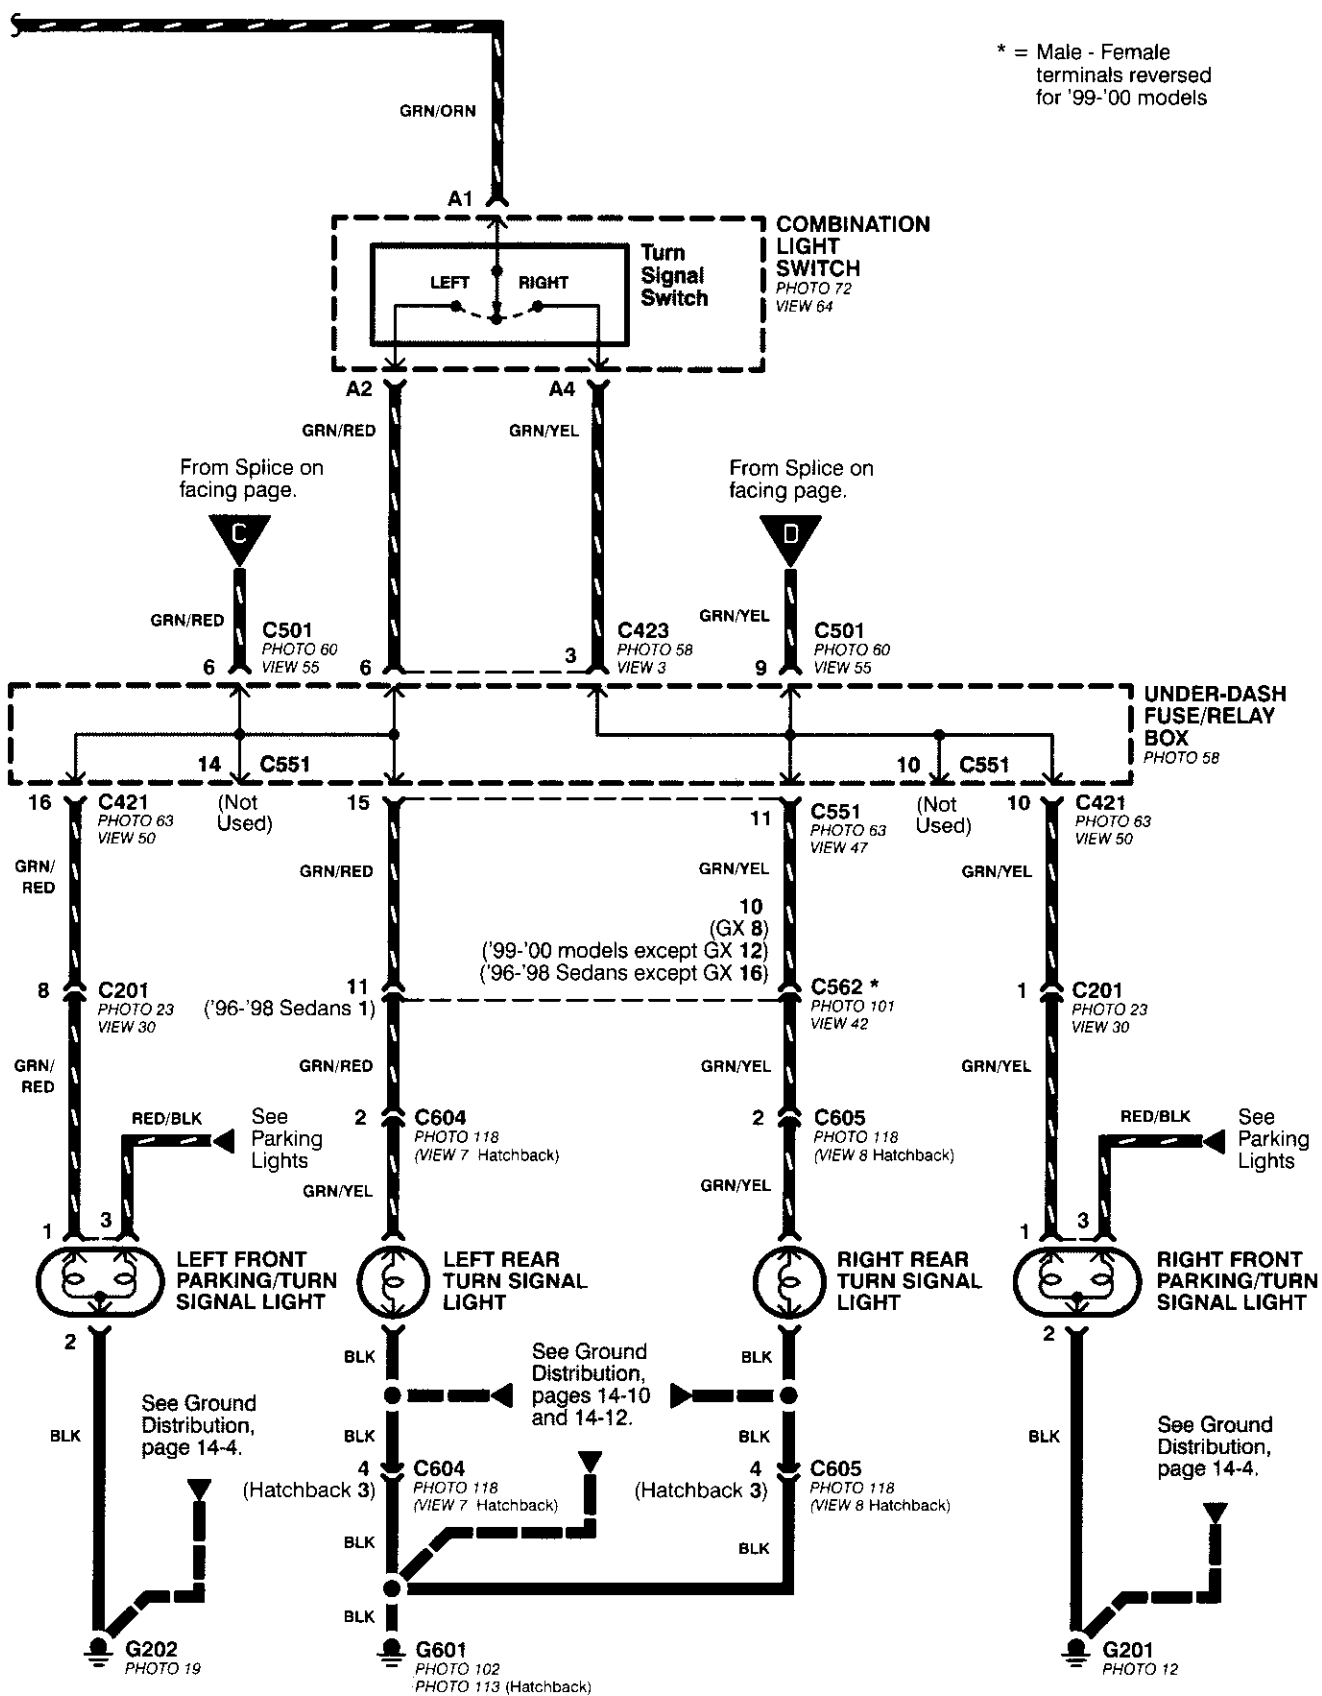 * = Male - Female
terminals reversed
for '99-'00 models
GRN/ORN
A1
COMBINATION
LIGHT
SWITCH
PHOTO 72
VIEW 64
Turn
Signal
Switch
LEFT
RIGHT
A2
A4
GRN/RED
GRN/YEL
From Splice on
facing page.
C
From Splice on
facing page.
D
GRN/RED
GRN/YEL
C501
PHOTO 60
VIEW 55
6
6
3
C423
PHOTO 58
VIEW 3
9
C501
PHOTO 60
VIEW 55
UNDER-DASH
FUSE/RELAY
BOX
PHOTO 58
14
C551
(Not
Used)
10
C551
(Not
Used)
16
C421
PHOTO 63
VIEW 50
15
11
C551
PHOTO 63
VIEW 47
10
C421
PHOTO 63
VIEW 50
GRN/
RED
GRN/RED
GRN/YEL
GRN/YEL
10
(GX 8)
('99-'00 models except GX 12)
('96-'98 Sedans except GX 16)
8
C201
PHOTO 23
VIEW 30
11
('96-'98 Sedans 1)
C562 *
PHOTO 101
VIEW 42
1
C201
PHOTO 23
VIEW 30
GRN/
RED
GRN/RED
GRN/YEL
GRN/YEL
RED/BLK
See
Parking
Lights
2
C604
PHOTO 118
(VIEW 7 Hatchback)
2
C605
PHOTO 118
(VIEW 8 Hatchback)
RED/BLK
See
Parking
Lights
GRN/YEL
GRN/YEL
1
3
1
3
LEFT FRONT
PARKING/TURN
SIGNAL LIGHT
LEFT REAR
TURN SIGNAL
LIGHT
RIGHT REAR
TURN SIGNAL
LIGHT
RIGHT FRONT
PARKING/TURN
SIGNAL LIGHT
2
2
BLK
BLK
See Ground
Distribution,
pages 14-10
and 14-12.
See Ground
Distribution,
page 14-4.
See Ground
Distribution,
page 14-4.
BLK
BLK
BLK
BLK
4
(Hatchback 3)
C604
PHOTO 118
(VIEW 7 Hatchback)
4
(Hatchback 3)
C605
PHOTO 118
(VIEW 8 Hatchback)
BLK
BLK
BLK
G202
PHOTO 19
G601
PHOTO 102
PHOTO 113 (Hatchback)
G201
PHOTO 12